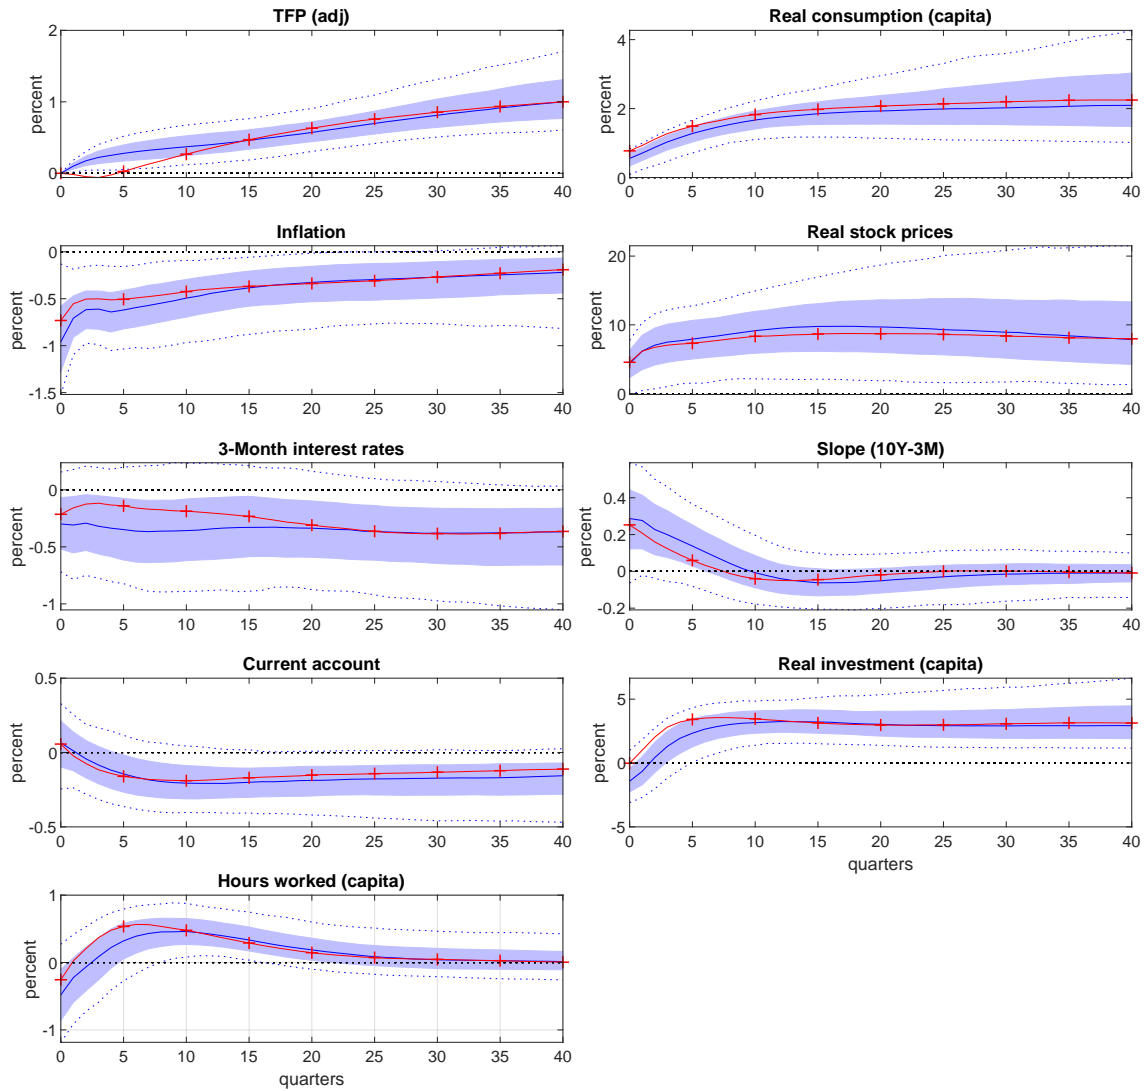 TFP (adj)
2
1
0
percent
0 5 10 15 20 25 30 35 40
Real consumption (capita)
4
2
0
percent
0 5 10 15 20 25 30 35 40
Inflation
0
-0.5
-1
-1.5
percent
0 5 10 15 20 25 30 35 40
Real stock prices
20
10
0
percent
0 5 10 15 20 25 30 35 40
3-Month interest rates
0
-0.5
-1
percent
0 5 10 15 20 25 30 35 40
Slope (10Y-3M)
0.4
0.2
0
-0.2
percent
0 5 10 15 20 25 30 35 40
Current account
0.5
0
-0.5
percent
0 5 10 15 20 25 30 35 40
Real investment (capita)
5
0
-5
percent
0 5 10 15 20 25 30 35 40
quarters
Hours worked (capita)
1
0
-1
percent
0 5 10 15 20 25 30 35 40
quarters